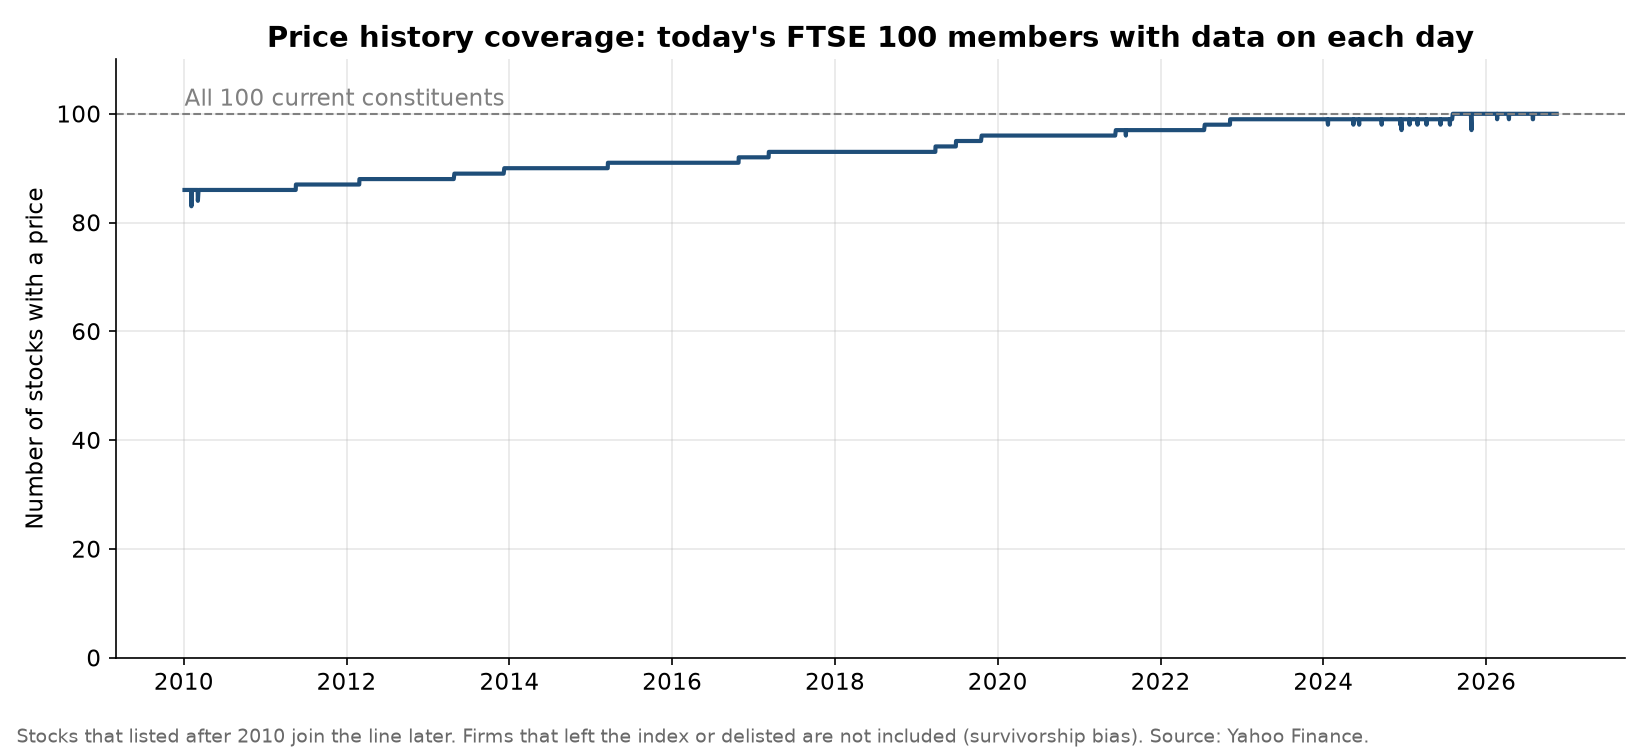 Price history coverage: today's FTSE 100 members with data on each day
All 100 current constituents
Number of stocks with a price
100
80
60
40
20
0
2010 2012 2014 2016 2018 2020 2022 2024 2026
Stocks that listed after 2010 join the line later. Firms that left the index or delisted are not included (survivorship bias). Source: Yahoo Finance.